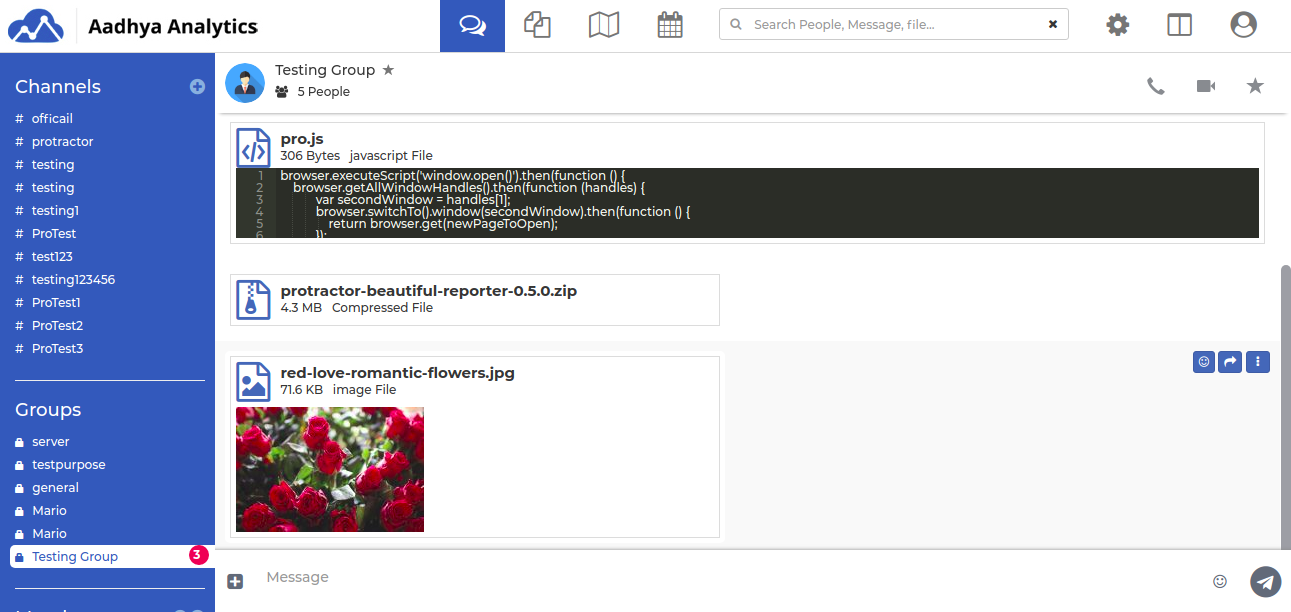 Aadhya Analytics
Search People, Message, file...
Channels
# officail
# protractor
# testing
# testing
# testing1
# ProTest
# test123
# testing123456
# ProTest1
# ProTest2
# ProTest3
Groups
server
testpurpose
general
Mario
Mario
Testing Group 3
Testing Group
5 People
pro.js
306 Bytes javascript File
1 browser.executeScript('window.open()').then(function () {
2 browser.getAllWindowHandles().then(function (handles) {
3 var secondWindow = handles[1];
4 browser.switchTo().window(secondWindow).then(function () {
5 return browser.get(newPageToOpen);
6 });
protractor-beautiful-reporter-0.5.0.zip
4.3 MB Compressed File
red-love-romantic-flowers.jpg
71.6 KB image File
Message